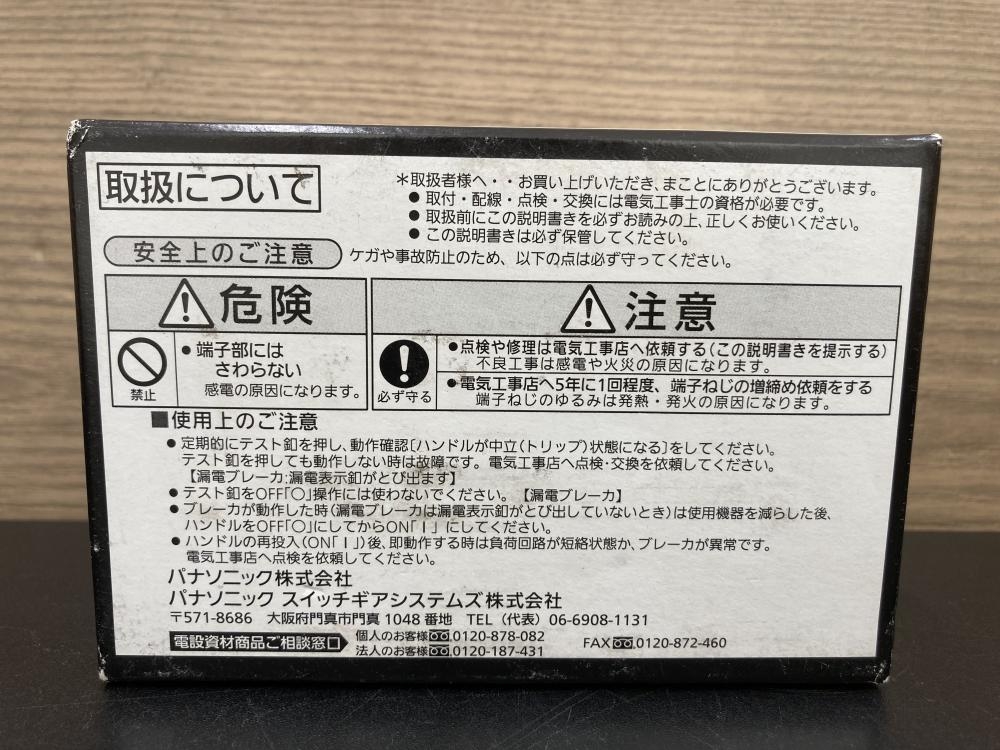 取扱について
＊取扱者様へ・・お買い上げいただき、まことにありがとうございます。
● 取付・配線・点検・交換には電気工事士の資格が必要です。
● 取扱前にこの説明書きを必ずお読みの上、正しくお使いください。
● この説明書きは必ず保管してください。
安全上のご注意
ケガや事故防止のため、以下の点は必ず守ってください。
危険
禁止
● 端子部には
さわらない
感電の原因になります。
注意
必ず守る
●点検や修理は電気工事店へ依頼する(この説明書きを提示する)
不良工事は感電や火災の原因になります。
●電気工事店へ5年に1回程度、端子ねじの増締め依頼をする
端子ねじのゆるみは発熱・発火の原因になります。
■使用上のご注意
● 定期的にテスト釦を押し、動作確認〔ハンドルが中立(トリップ)状態になる〕をしてください。
テスト釦を押しても動作しない時は故障です。電気工事店へ点検・交換を依頼してください。
【漏電ブレーカ:漏電表示釦がとび出ます】
● テスト釦をOFF「○」操作には使わないでください。【漏電ブレーカ】
● ブレーカが動作した時(漏電ブレーカは漏電表示釦がとび出していないとき)は使用機器を減らした後、
ハンドルをOFF「○」にしてからON「｜」にしてください。
● ハンドルの再投入(ON「｜」)後、即動作する時は負荷回路が短絡状態か、ブレーカが異常です。
電気工事店へ点検を依頼してください。
パナソニック株式会社
パナソニック スイッチギアシステムズ株式会社
〒571-8686 大阪府門真市門真 1048 番地 TEL（代表）06-6908-1131
電設資材商品ご相談窓口
個人のお客様 0120-878-082
法人のお客様 0120-187-431
FAX 0120-872-460